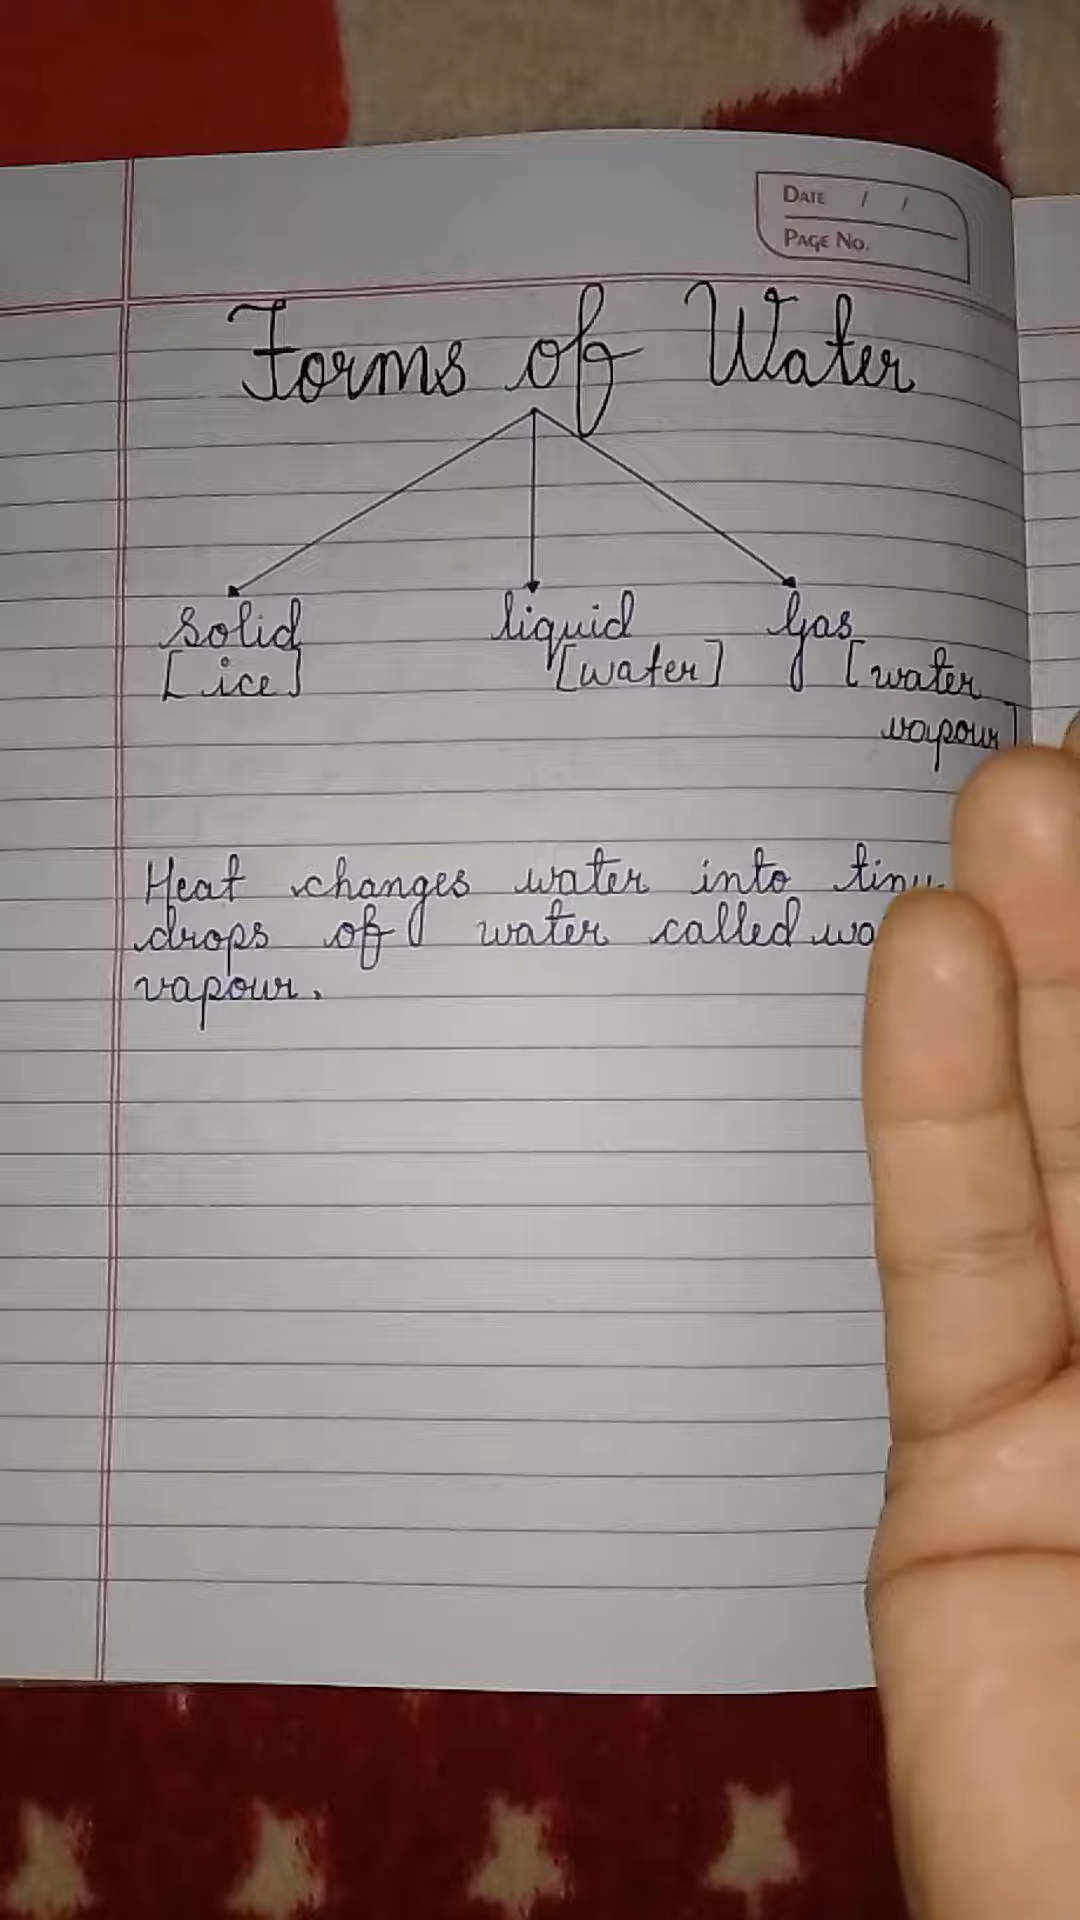 DATE / /
PAGE No.
Forms of Water
solid liquid gas
[ice] [water] [water
vapour]
Heat changes water into tiny
drops of water called
vapour.